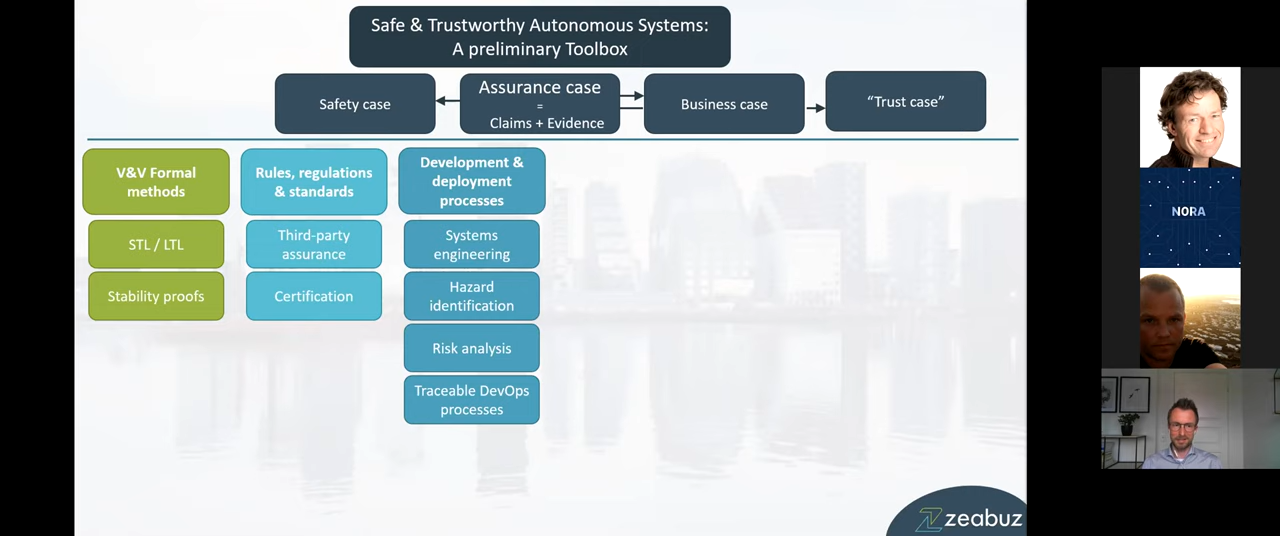 Safe & Trustworthy Autonomous Systems:
A preliminary Toolbox
Safety case
Assurance case
=
Claims + Evidence
Business case
“Trust case”
V&V Formal
methods
STL / LTL
Stability proofs
Rules, regulations
& standards
Third-party
assurance
Certification
Development &
deployment
processes
Systems
engineering
Hazard
identification
Risk analysis
Traceable DevOps
processes
zeabuz
NORA